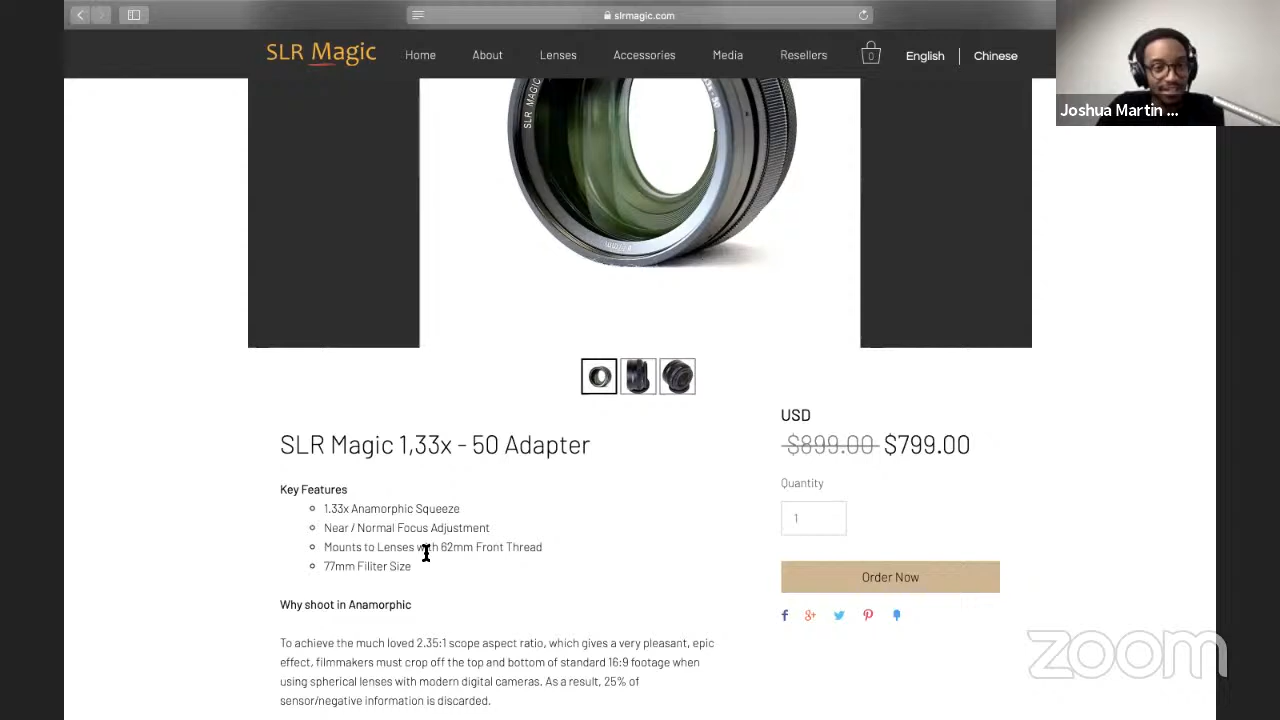 slrmagic.com
SLR Magic
Home
About
Lenses
Accessories
Media
Resellers
0
English
Chinese
Joshua Martin ...
SLR MAGIC
USD
SLR Magic 1,33x - 50 Adapter
$899.00 $799.00
Key Features
Quantity
1.33x Anamorphic Squeeze
1
Near / Normal Focus Adjustment
Mounts to Lenses with 62mm Front Thread
77mm Filiter Size
Order Now
Why shoot in Anamorphic
To achieve the much loved 2.35:1 scope aspect ratio, which gives a very pleasant, epic
effect, filmmakers must crop off the top and bottom of standard 16:9 footage when
using spherical lenses with modern digital cameras. As a result, 25% of
sensor/negative information is discarded.
zoom